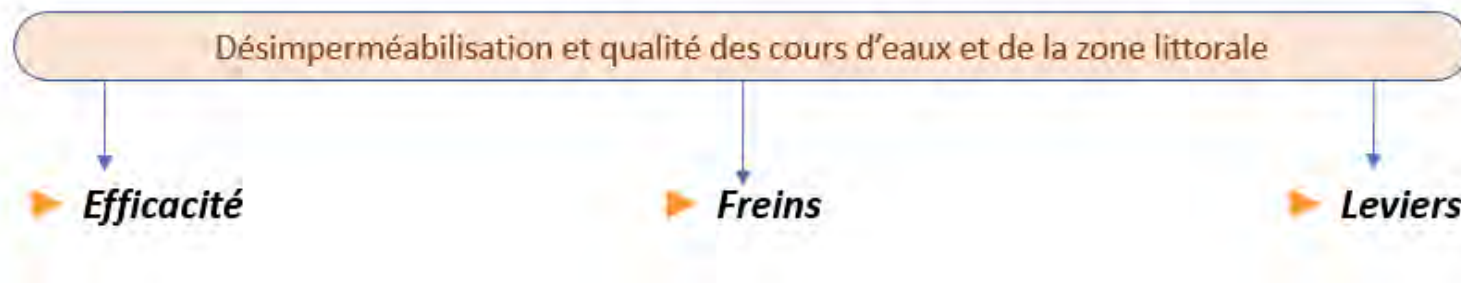 Désimperméabilisation et qualité des cours d'eaux et de la zone littorale
Efficacité
Freins
Leviers